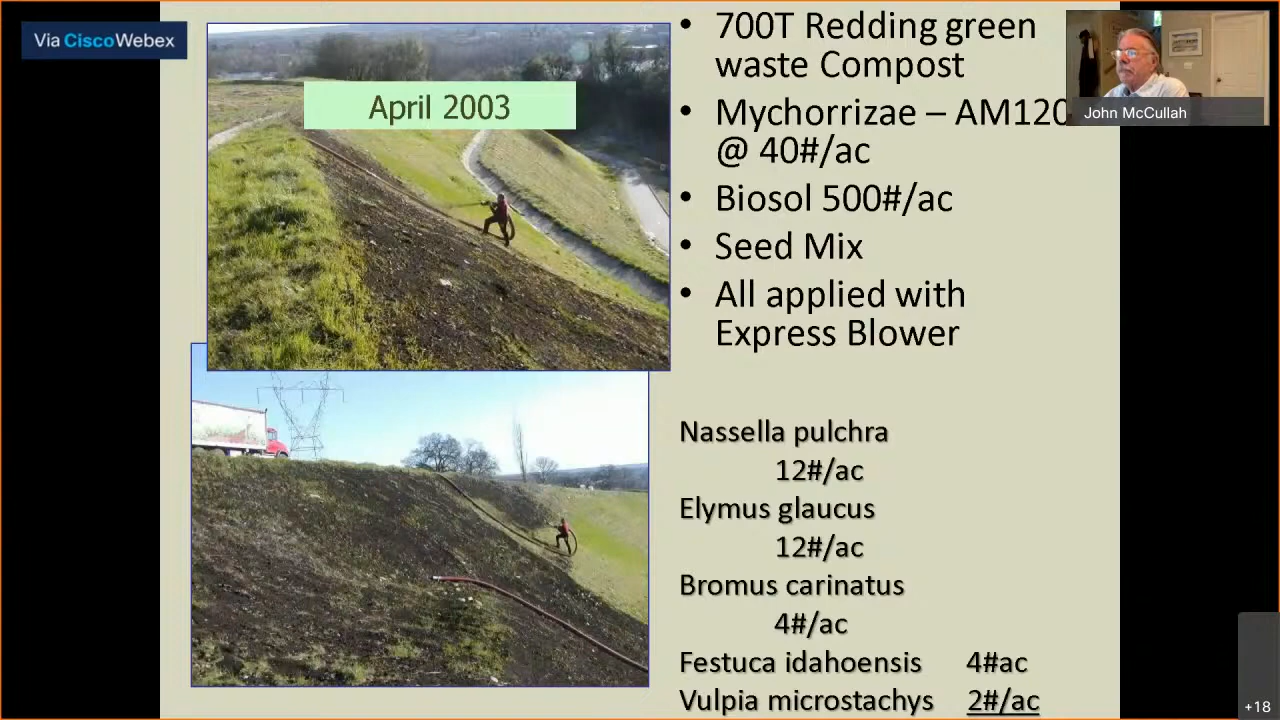 Via CiscoWebex
April 2003
• 700T Redding green
waste Compost
• Mychorrizae – AM120
@ 40#/ac
• Biosol 500#/ac
• Seed Mix
• All applied with
Express Blower
John McCullah
Nassella pulchra
12#/ac
Elymus glaucus
12#/ac
Bromus carinatus
4#/ac
Festuca idahoensis 4#ac
Vulpia microstachys 2#/ac
+18